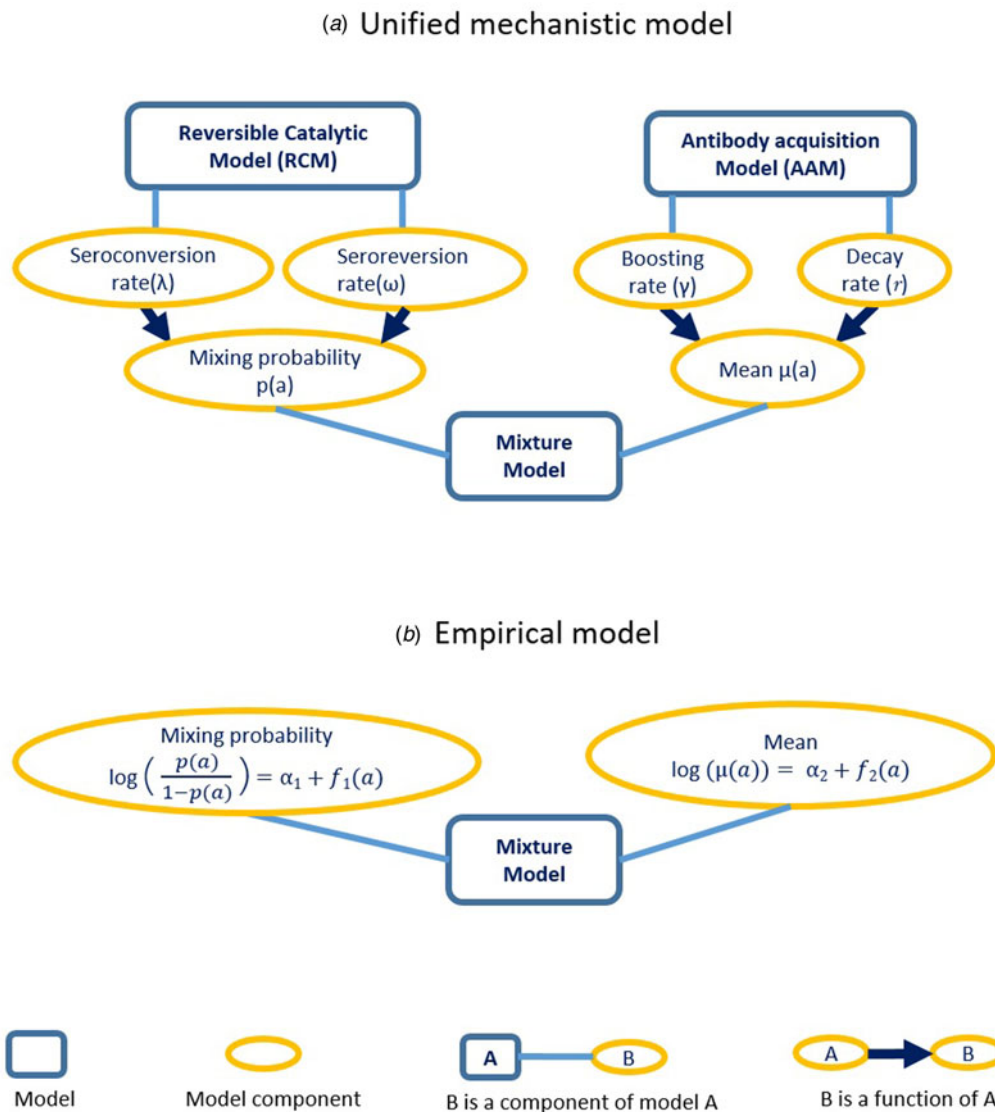 (a) Unified mechanistic model
Reversible Catalytic
Model (RCM)
Antibody acquisition
Model (AAM)
Seroconversion
rate(λ)
Seroreversion
rate(ω)
Boosting
rate (γ)
Decay
rate (r)
Mixing probability
p(a)
Mean μ(a)
Mixture
Model
(b) Empirical model
Mixing probability
log ( p(a) / 1−p(a) ) = α₁ + f₁(a)
Mean
log (μ(a)) = α₂ + f₂(a)
Mixture
Model
A
B
A
B
Model
Model component
B is a component of model A
B is a function of A